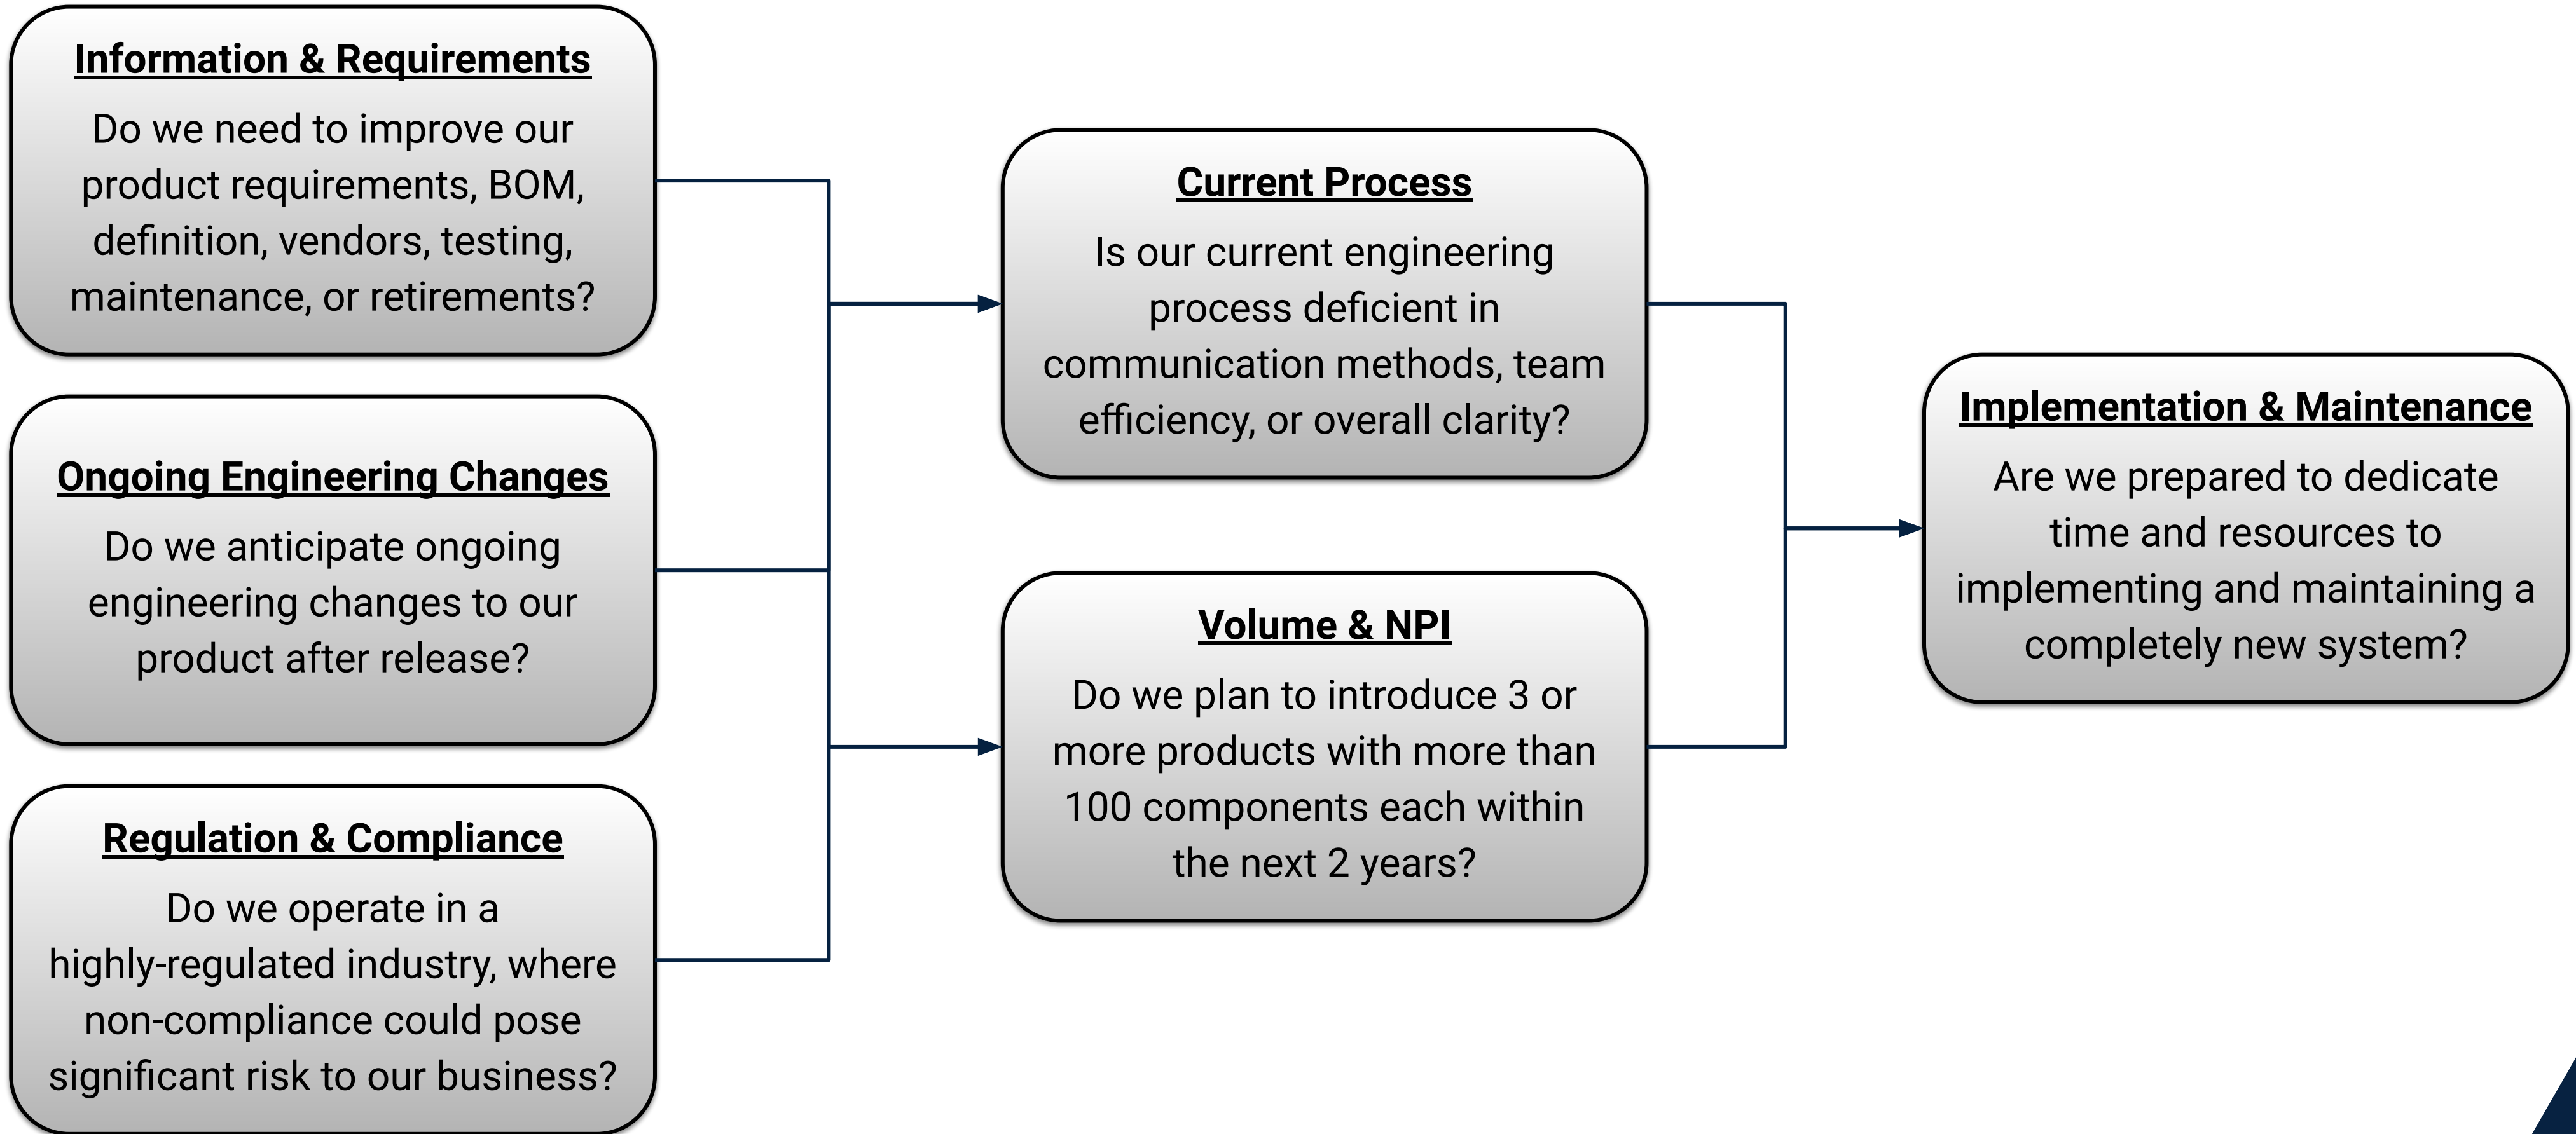 Information & Requirements
Do we need to improve our
product requirements, BOM,
definition, vendors, testing,
maintenance, or retirements?
Ongoing Engineering Changes
Do we anticipate ongoing
engineering changes to our
product after release?
Regulation & Compliance
Do we operate in a
highly-regulated industry, where
non-compliance could pose
significant risk to our business?
Current Process
Is our current engineering
process deficient in
communication methods, team
efficiency, or overall clarity?
Volume & NPI
Do we plan to introduce 3 or
more products with more than
100 components each within
the next 2 years?
Implementation & Maintenance
Are we prepared to dedicate
time and resources to
implementing and maintaining a
completely new system?